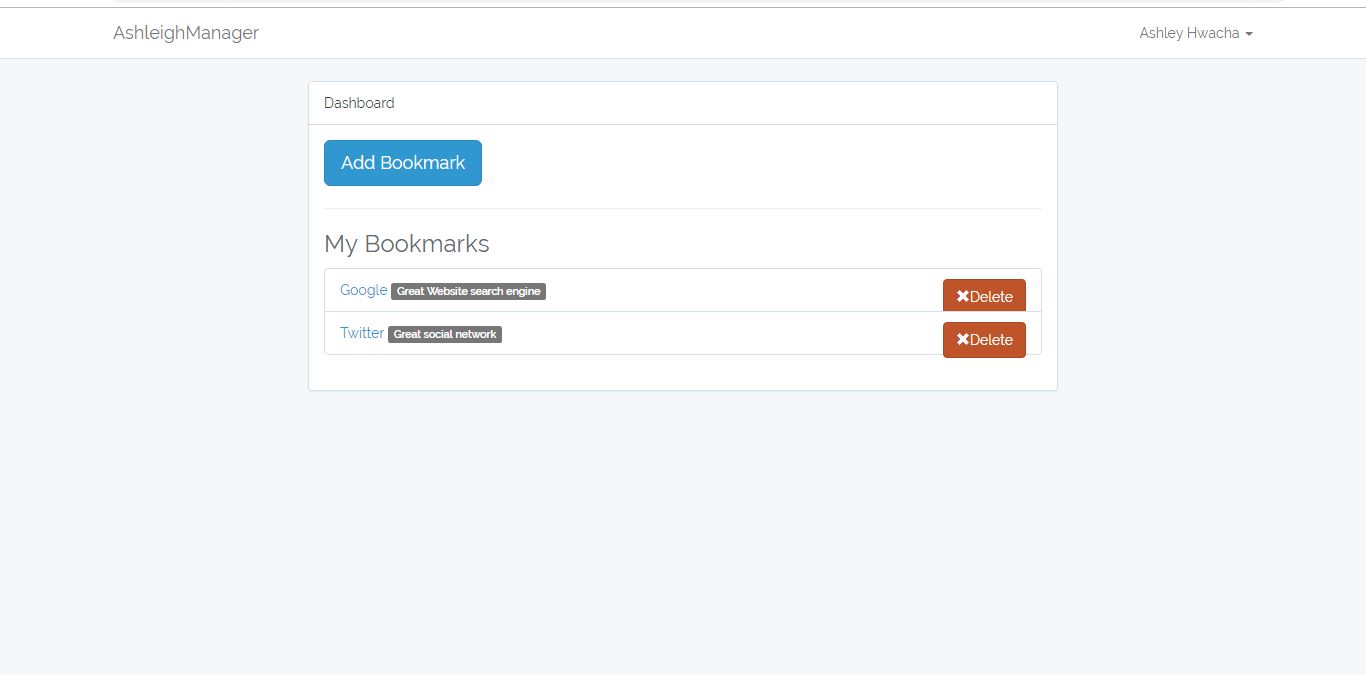 AshleighManager Ashley Hwacha
Dashboard
Add Bookmark
My Bookmarks
Google Great Website search engine ✖Delete
Twitter Great social network ✖Delete